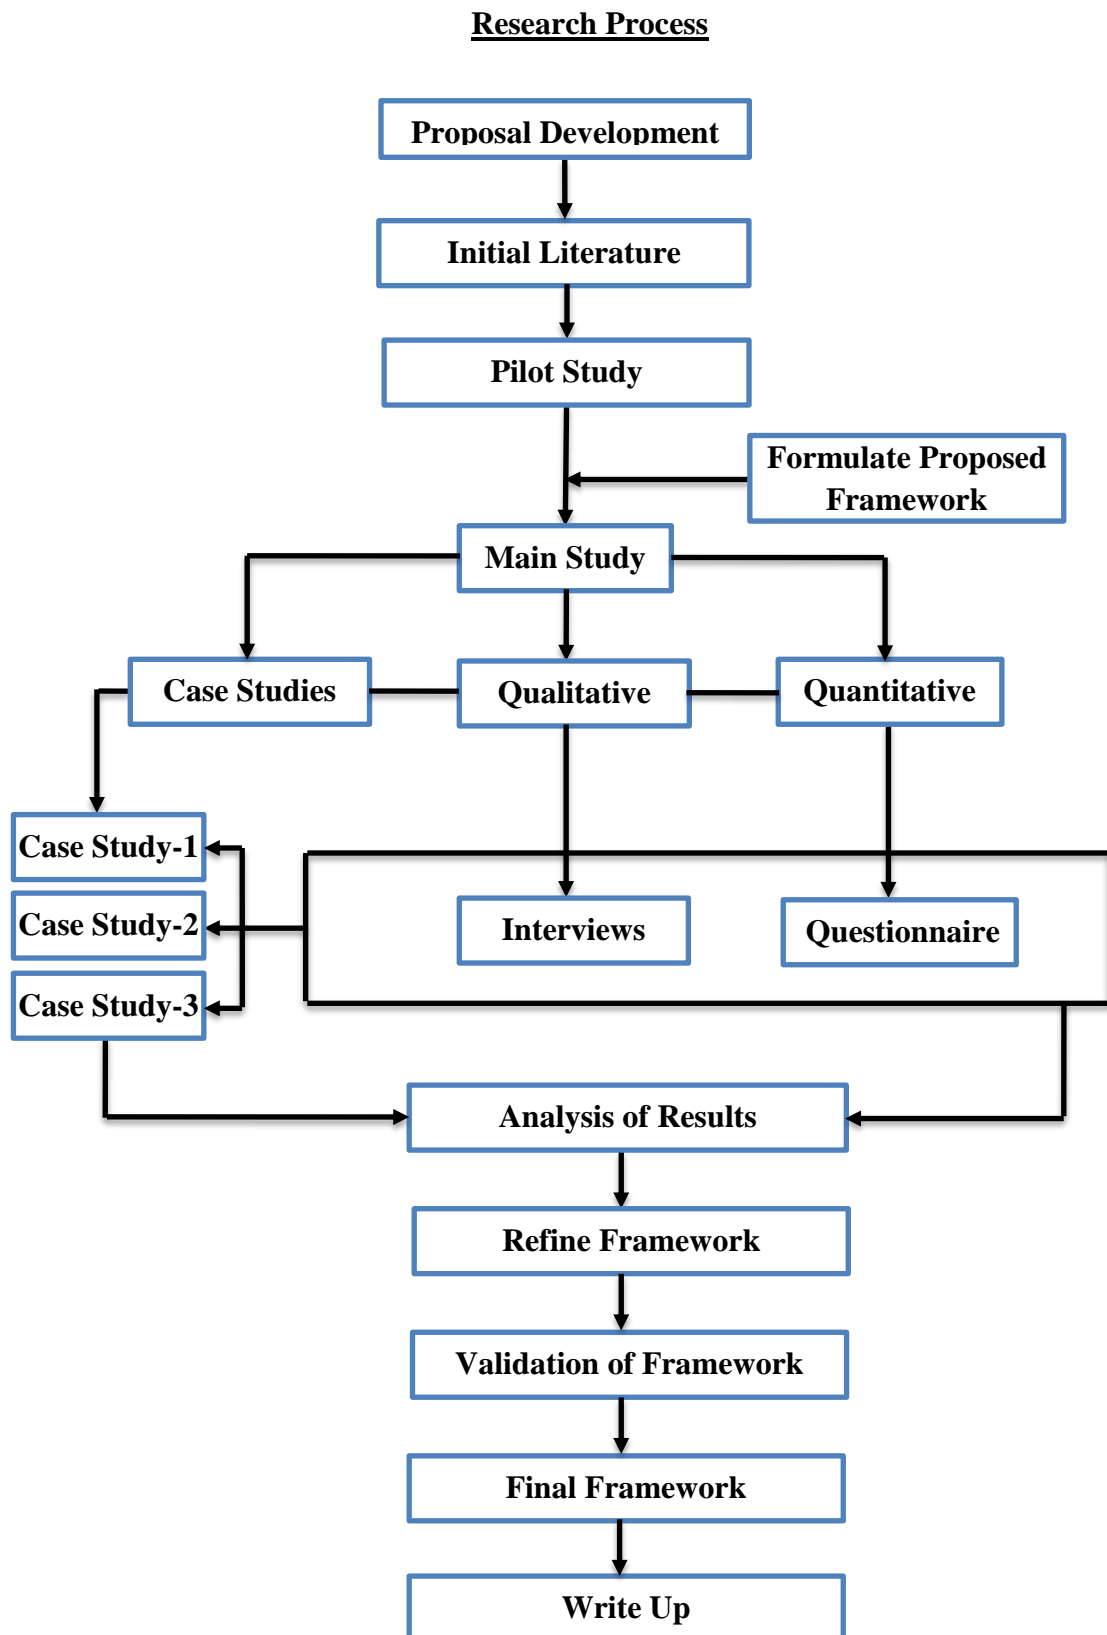 Research Process
Proposal Development
Initial Literature
Pilot Study
Formulate Proposed
Framework
Main Study
Case Studies
Qualitative
Quantitative
Case Study-1
Case Study-2
Case Study-3
Interviews
Questionnaire
Analysis of Results
Refine Framework
Validation of Framework
Final Framework
Write Up